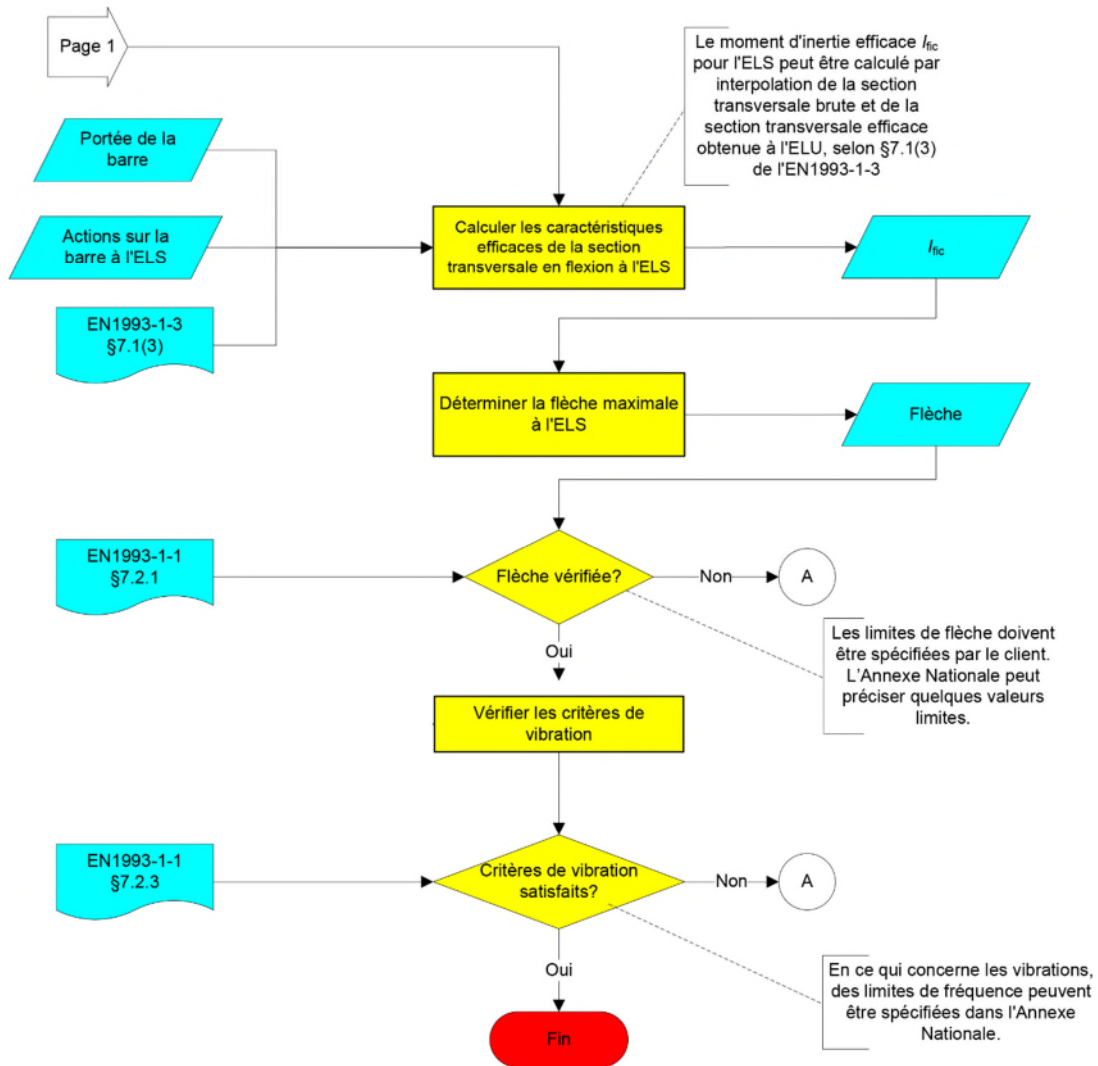 Page 1
Le moment d'inertie efficace Ific
pour l'ELS peut être calculé par
interpolation de la section
transversale brute et de la
section transversale efficace
obtenue à l'ELU, selon §7.1(3)
de l'EN1993-1-3
Portée de la
barre
Actions sur la
barre à l'ELS
EN1993-1-3
§7.1(3)
Calculer les caractéristiques
efficaces de la section
transversale en flexion à l'ELS
Ific
Déterminer la flèche maximale
à l'ELS
Flèche
EN1993-1-1
§7.2.1
Flèche vérifiée?
Non
A
Oui
Les limites de flèche doivent
être spécifiées par le client.
L'Annexe Nationale peut
préciser quelques valeurs
limites.
Vérifier les critères de
vibration
EN1993-1-1
§7.2.3
Critères de vibration
satisfaits?
Non
A
Oui
En ce qui concerne les vibrations,
des limites de fréquence peuvent
être spécifiées dans l'Annexe
Nationale.
Fin